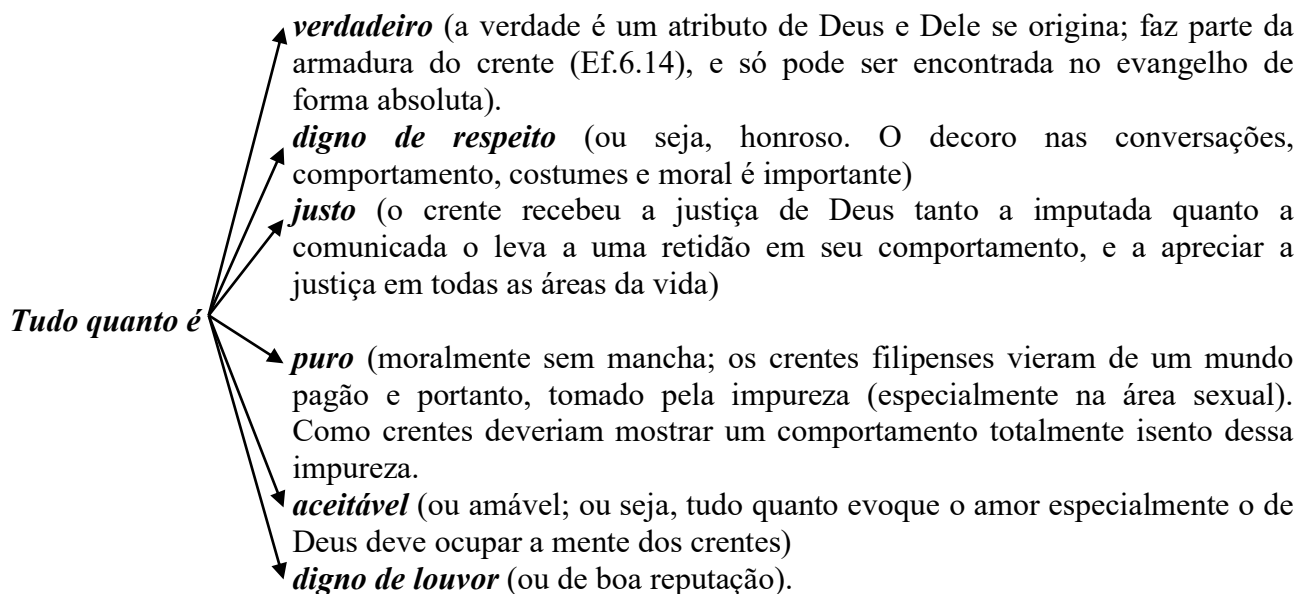 verdadeiro (a verdade é um atributo de Deus e Dele se origina; faz parte da
armadura do crente (Ef.6.14), e só pode ser encontrada no evangelho de
forma absoluta).
digno de respeito (ou seja, honroso. O decoro nas conversações,
comportamento, costumes e moral é importante)
justo (o crente recebeu a justiça de Deus tanto a imputada quanto a
comunicada o leva a uma retidão em seu comportamento, e a apreciar a
justiça em todas as áreas da vida)
Tudo quanto é
puro (moralmente sem mancha; os crentes filipenses vieram de um mundo
pagão e portanto, tomado pela impureza (especialmente na área sexual).
Como crentes deveriam mostrar um comportamento totalmente isento dessa
impureza.
aceitável (ou amável; ou seja, tudo quanto evoque o amor especialmente o de
Deus deve ocupar a mente dos crentes)
digno de louvor (ou de boa reputação).